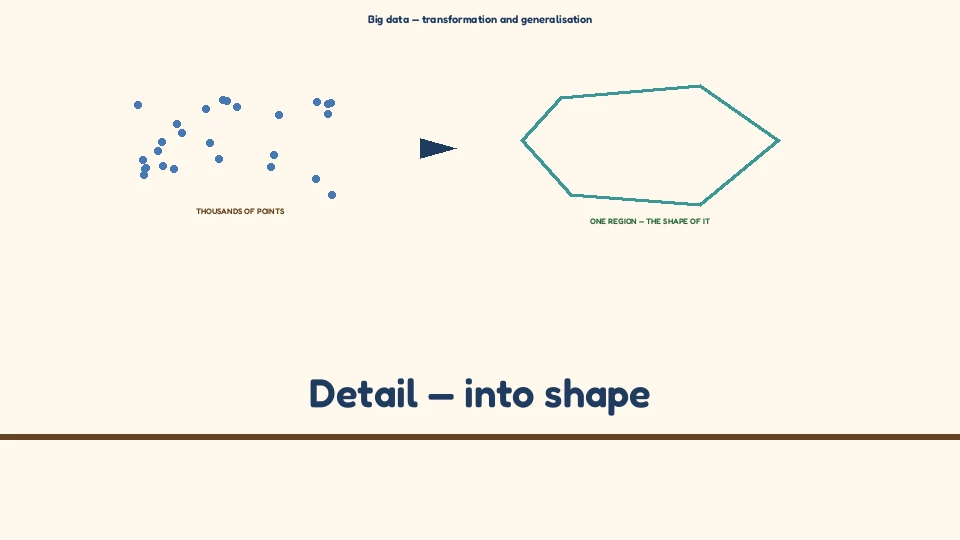 Big data — transformation and generalisation
THOUSANDS OF POINTS
ONE REGION — THE SHAPE OF IT
Detail — into shape